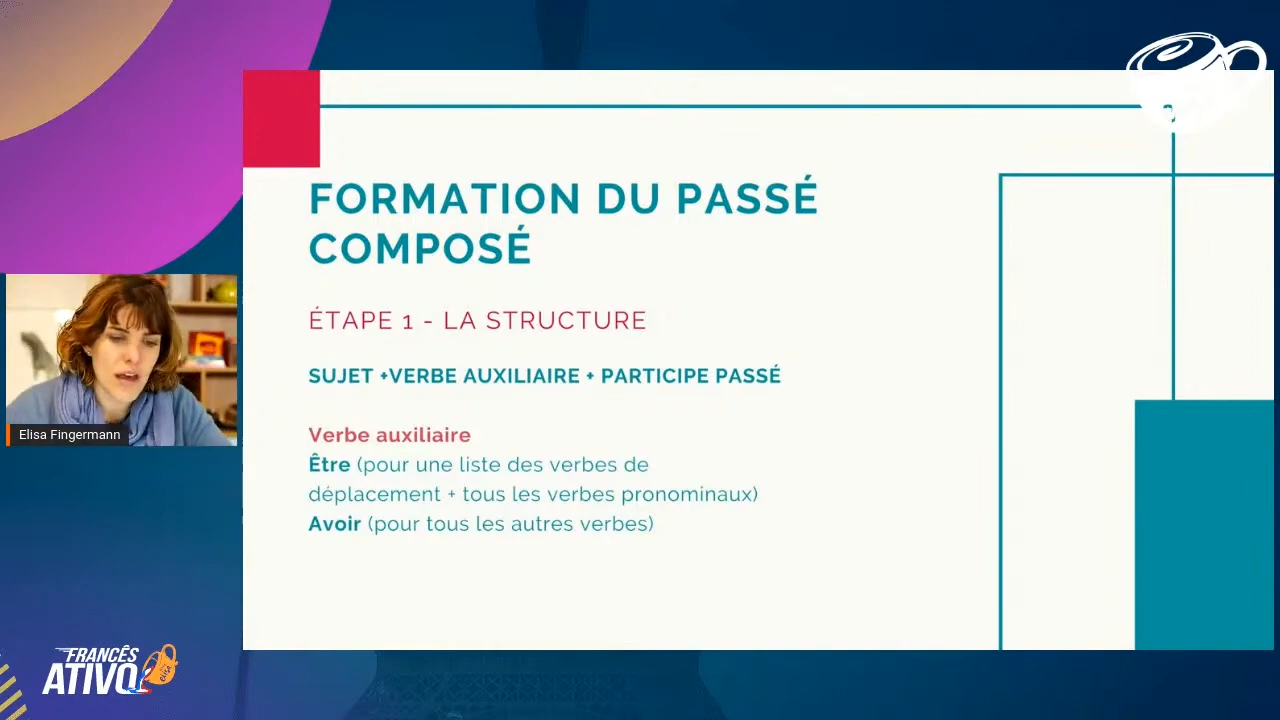 FORMATION DU PASSÉ
COMPOSÉ
ÉTAPE 1 - LA STRUCTURE
SUJET +VERBE AUXILIAIRE + PARTICIPE PASSÉ
Verbe auxiliaire
Être (pour une liste des verbes de
déplacement + tous les verbes pronominaux)
Avoir (pour tous les autres verbes)
Elisa Fingermann
FRANCÊS
ATIVO
elisa